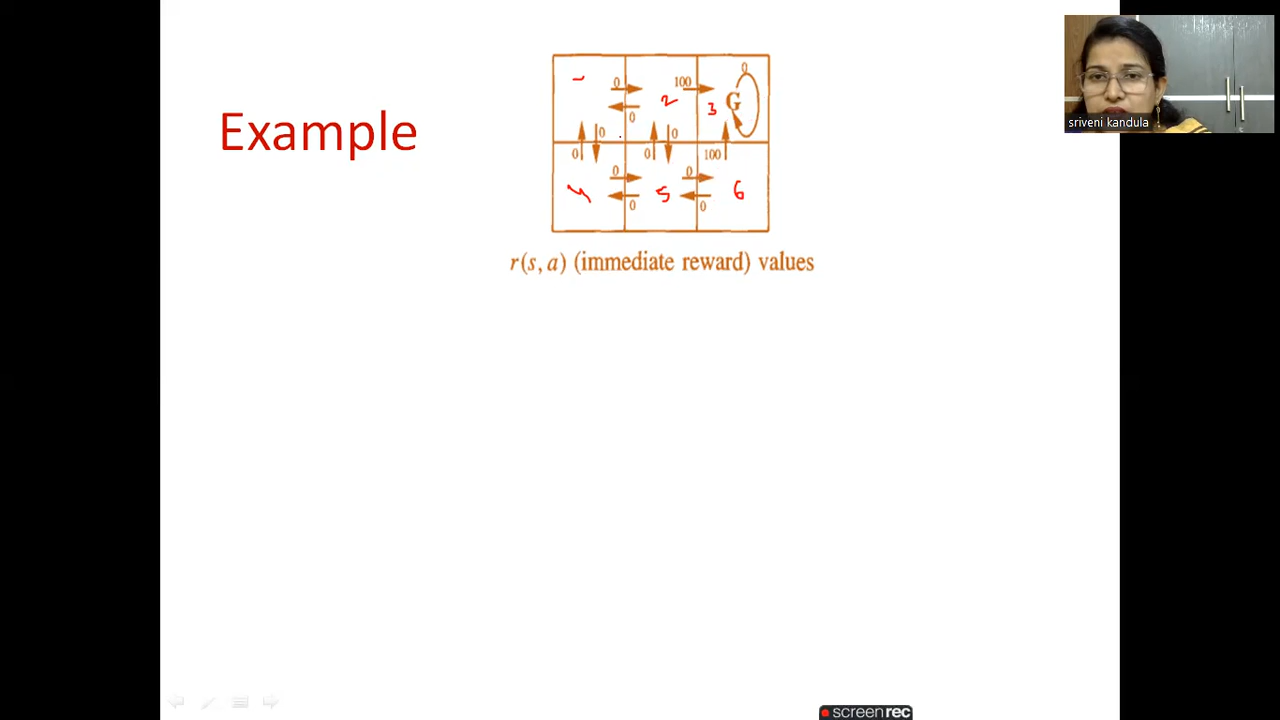 Example
0 100 0
2 3 G
0
0 0 0 0 100
0 0
4 5 6
0 0
r(s, a) (immediate reward) values
sriveni kandula
screenrec